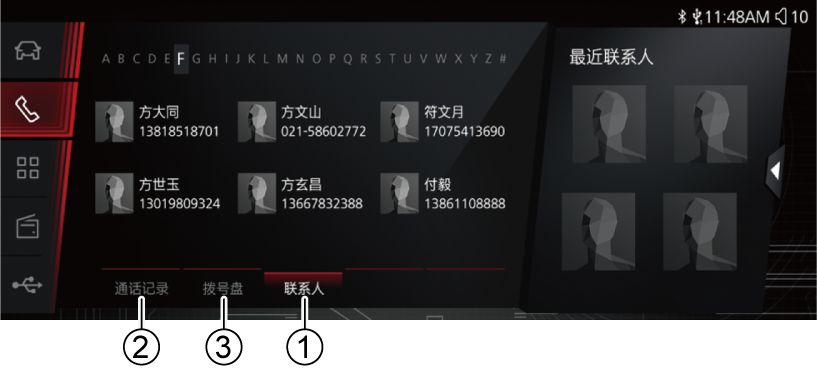 11:48AM 10
A B C D E F G H I J K L M N O P Q R S T U V W X Y Z #
最近联系人
方大同
13818518701
方文山
021-58602772
符文月
17075413690
方世玉
13019809324
方玄昌
13667832388
付毅
13861108888
通话记录 拨号盘 联系人
② ③ ①